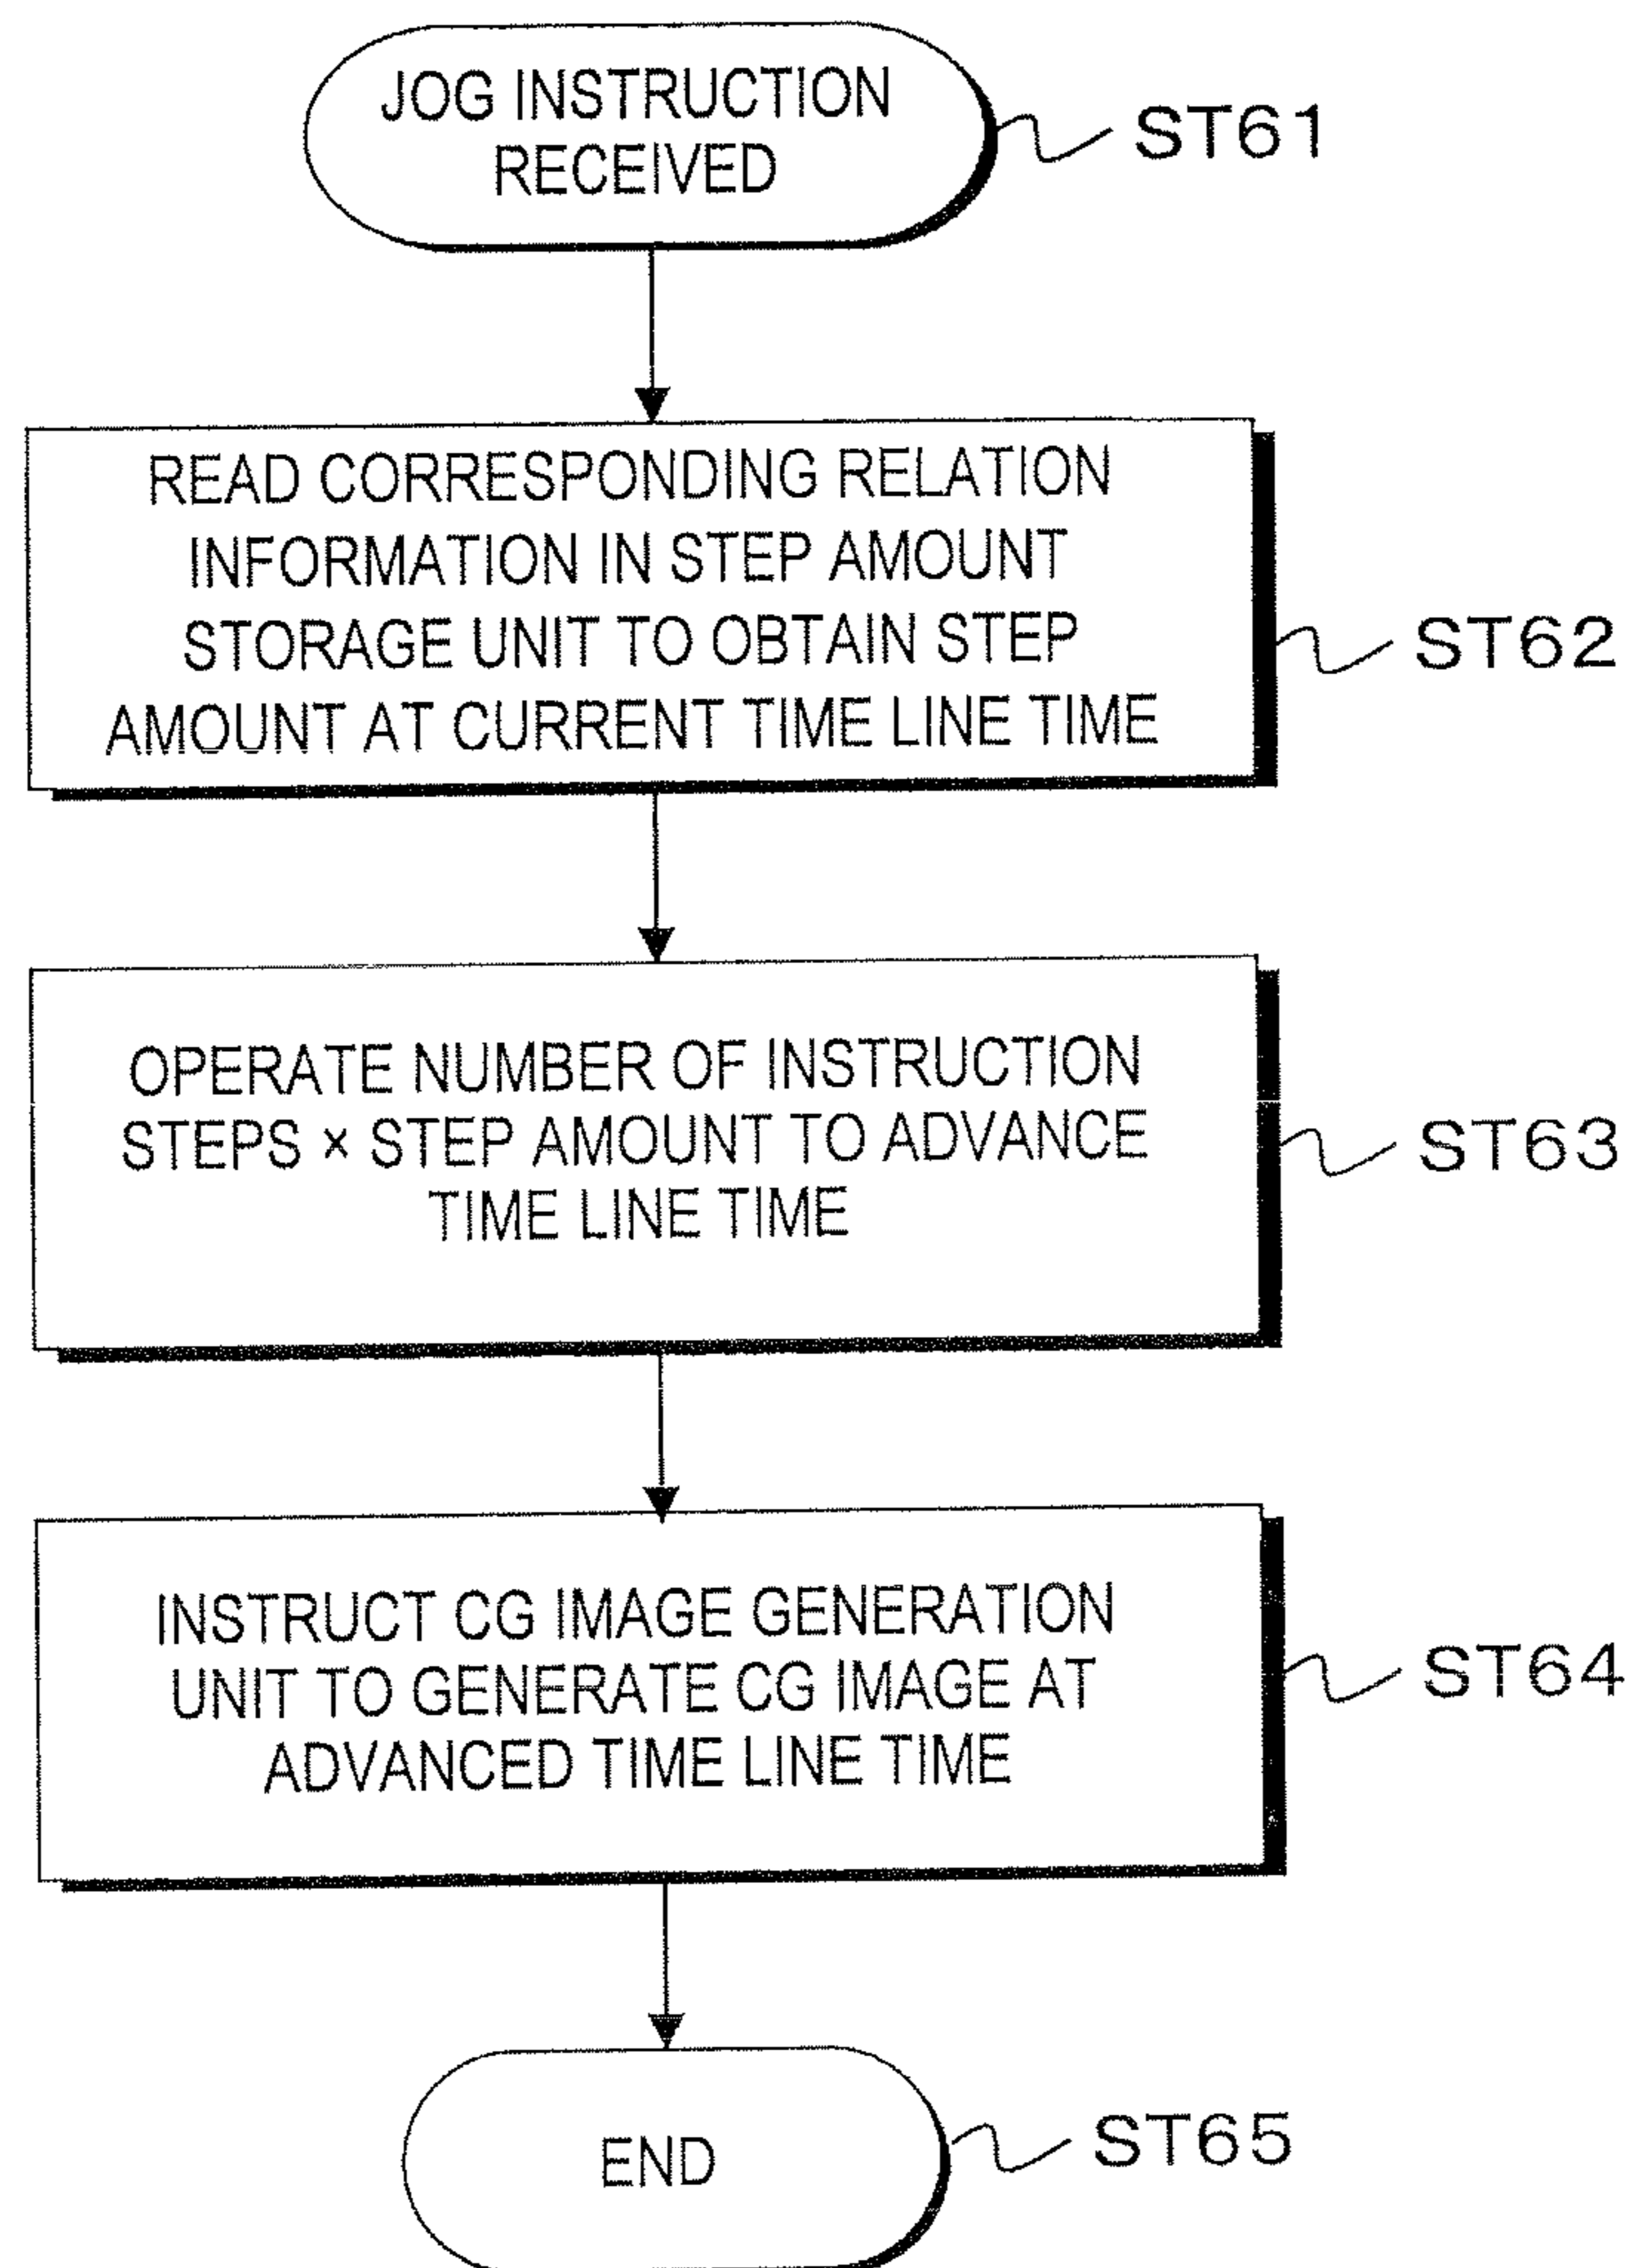 JOG INSTRUCTION
RECEIVED
ST61
READ CORRESPONDING RELATION
INFORMATION IN STEP AMOUNT
STORAGE UNIT TO OBTAIN STEP
AMOUNT AT CURRENT TIME LINE TIME
ST62
OPERATE NUMBER OF INSTRUCTION
STEPS × STEP AMOUNT TO ADVANCE
TIME LINE TIME
ST63
INSTRUCT CG IMAGE GENERATION
UNIT TO GENERATE CG IMAGE AT
ADVANCED TIME LINE TIME
ST64
END
ST65